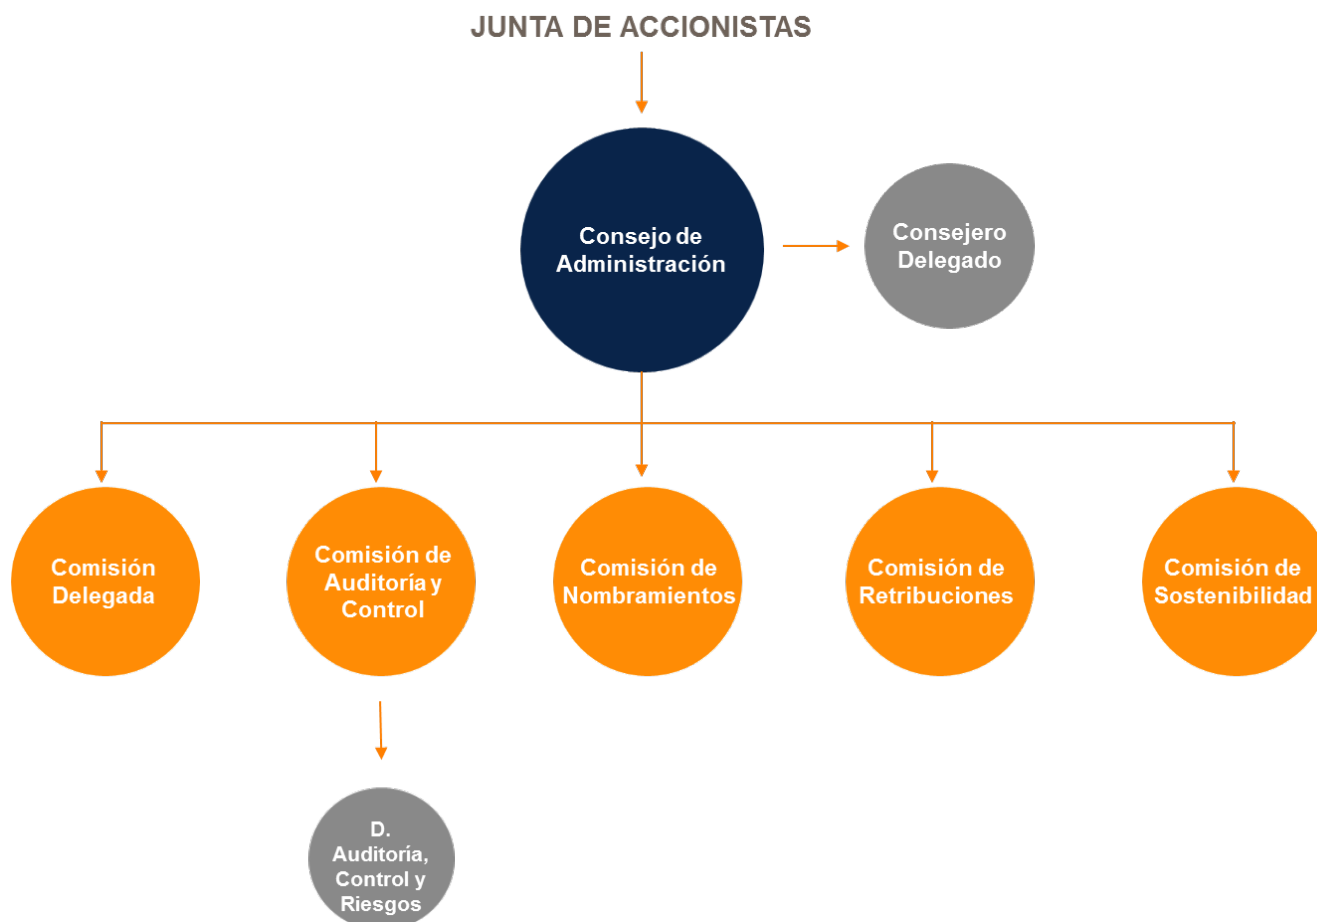 JUNTA DE ACCIONISTAS
Consejo de
Administración
Consejero
Delegado
Comisión
Delegada
Comisión de
Auditoría y
Control
Comisión de
Nombramientos
Comisión de
Retribuciones
Comisión de
Sostenibilidad
D.
Auditoría,
Control y
Riesgos